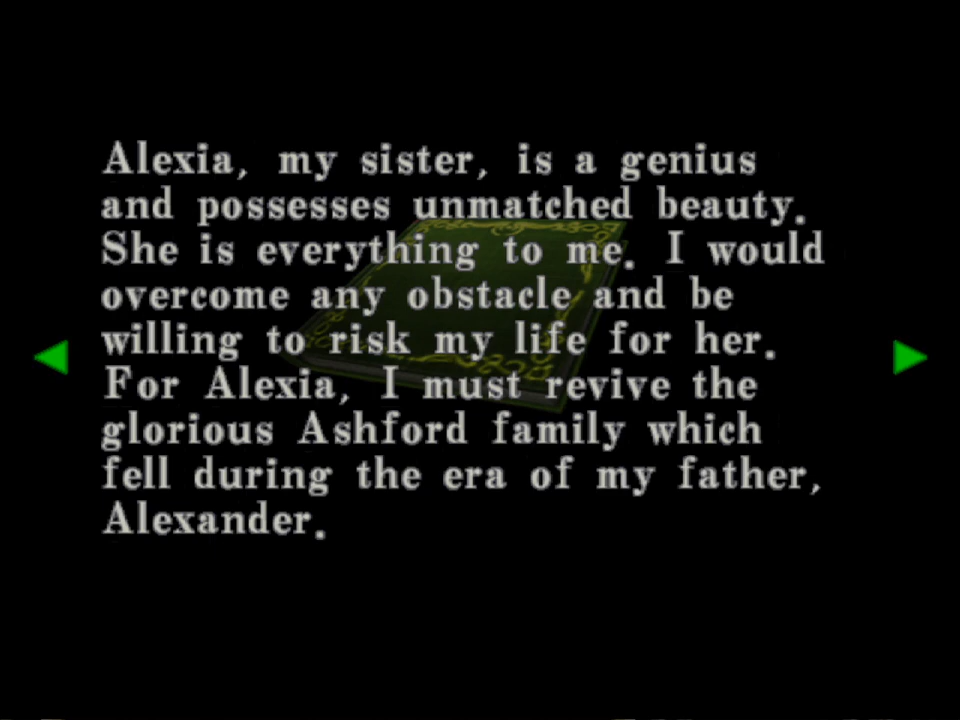 Alexia, my sister, is a genius
and possesses unmatched beauty.
She is everything to me. I would
overcome any obstacle and be
willing to risk my life for her.
For Alexia, I must revive the
glorious Ashford family which
fell during the era of my father,
Alexander.